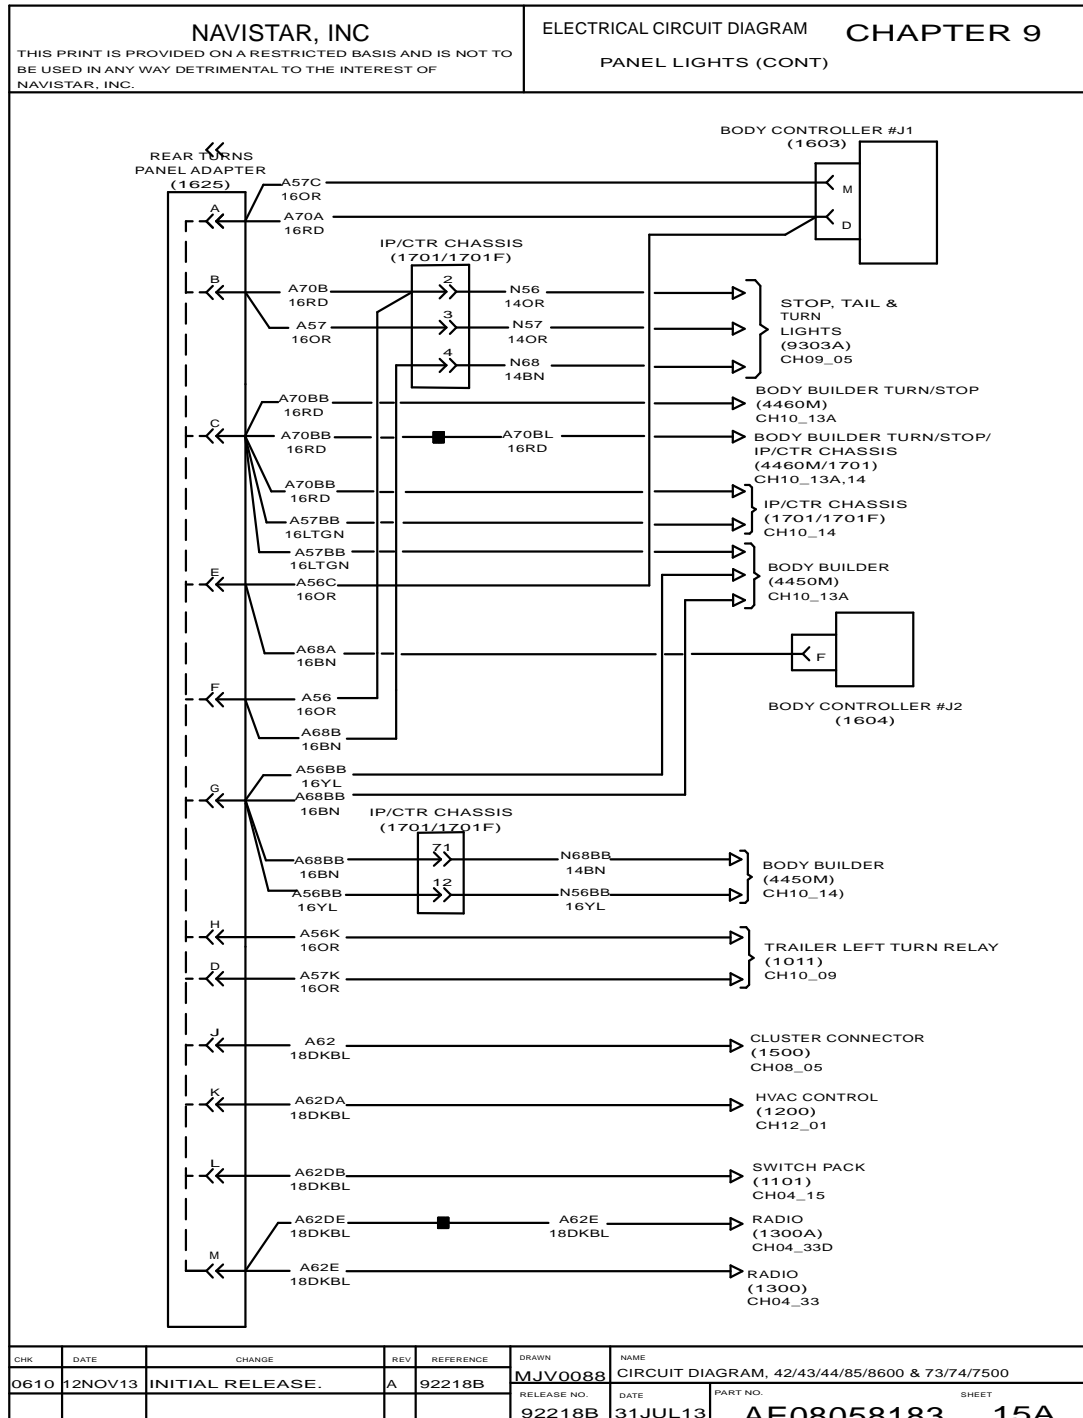 NAVISTAR, INC
THIS PRINT IS PROVIDED ON A RESTRICTED BASIS AND IS NOT TO
BE USED IN ANY WAY DETRIMENTAL TO THE INTEREST OF
NAVISTAR, INC.
ELECTRICAL CIRCUIT DIAGRAM
CHAPTER 9
PANEL LIGHTS (CONT)
BODY CONTROLLER #J1
(1603)
M
D
REAR TURNS
PANEL ADAPTER
(1625)
A
A57C
16OR
A70A
16RD
IP/CTR CHASSIS
(1701/1701F)
B
A70B
16RD
2
N56
14OR
A57
16OR
3
N57
14OR
4
N68
14BN
STOP, TAIL &
TURN
LIGHTS
(9303A)
CH09_05
C
A70BB
16RD
BODY BUILDER TURN/STOP
(4460M)
CH10_13A
A70BB
16RD
A70BL
16RD
BODY BUILDER TURN/STOP/
IP/CTR CHASSIS
(4460M/1701)
CH10_13A,14
A70BB
16RD
A57BB
16LTGN
IP/CTR CHASSIS
(1701/1701F)
CH10_14
A57BB
16LTGN
BODY BUILDER
(4450M)
CH10_13A
E
A56C
16OR
A68A
16BN
F
BODY CONTROLLER #J2
(1604)
F
A56
16OR
A68B
16BN
G
A56BB
16YL
A68BB
16BN
IP/CTR CHASSIS
(1701/1701F)
A68BB
16BN
71
N68BB
14BN
A56BB
16YL
12
N56BB
16YL
BODY BUILDER
(4450M)
CH10_14)
H
A56K
16OR
D
A57K
16OR
TRAILER LEFT TURN RELAY
(1011)
CH10_09
J
A62
18DKBL
CLUSTER CONNECTOR
(1500)
CH08_05
K
A62DA
18DKBL
HVAC CONTROL
(1200)
CH12_01
L
A62DB
18DKBL
SWITCH PACK
(1101)
CH04_15
A62DE
18DKBL
A62E
18DKBL
RADIO
(1300A)
CH04_33D
M
A62E
18DKBL
RADIO
(1300)
CH04_33
CHK DATE CHANGE REV REFERENCE
0610 12NOV13 INITIAL RELEASE. A 92218B
DRAWN
MJV0088
NAME
CIRCUIT DIAGRAM, 42/43/44/85/8600 & 73/74/7500
RELEASE NO.
92218B
DATE
31JUL13
PART NO.
AE08058183
SHEET
15A